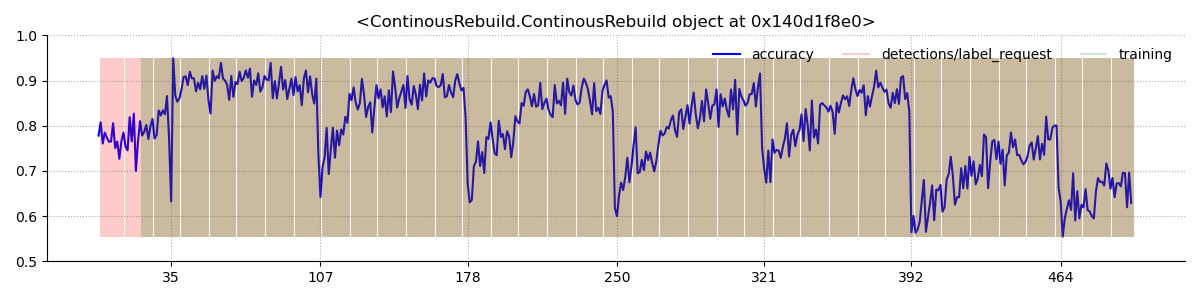 <ContinousRebuild.ContinousRebuild object at 0x140d1f8e0>
accuracy detections/label_request training
1.0
0.9
0.8
0.7
0.6
0.5
35 107 178 250 321 392 464